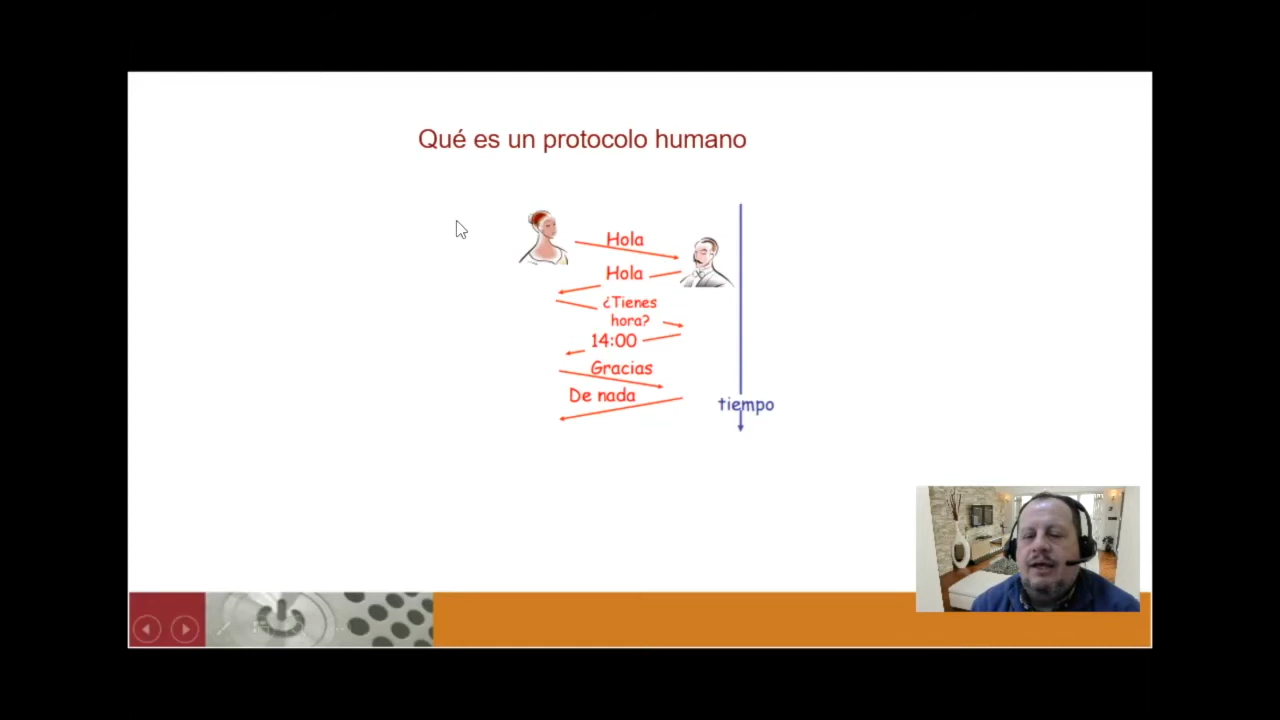 Qué es un protocolo humano
Hola
Hola
¿Tienes
hora?
14:00
Gracias
De nada
tiempo